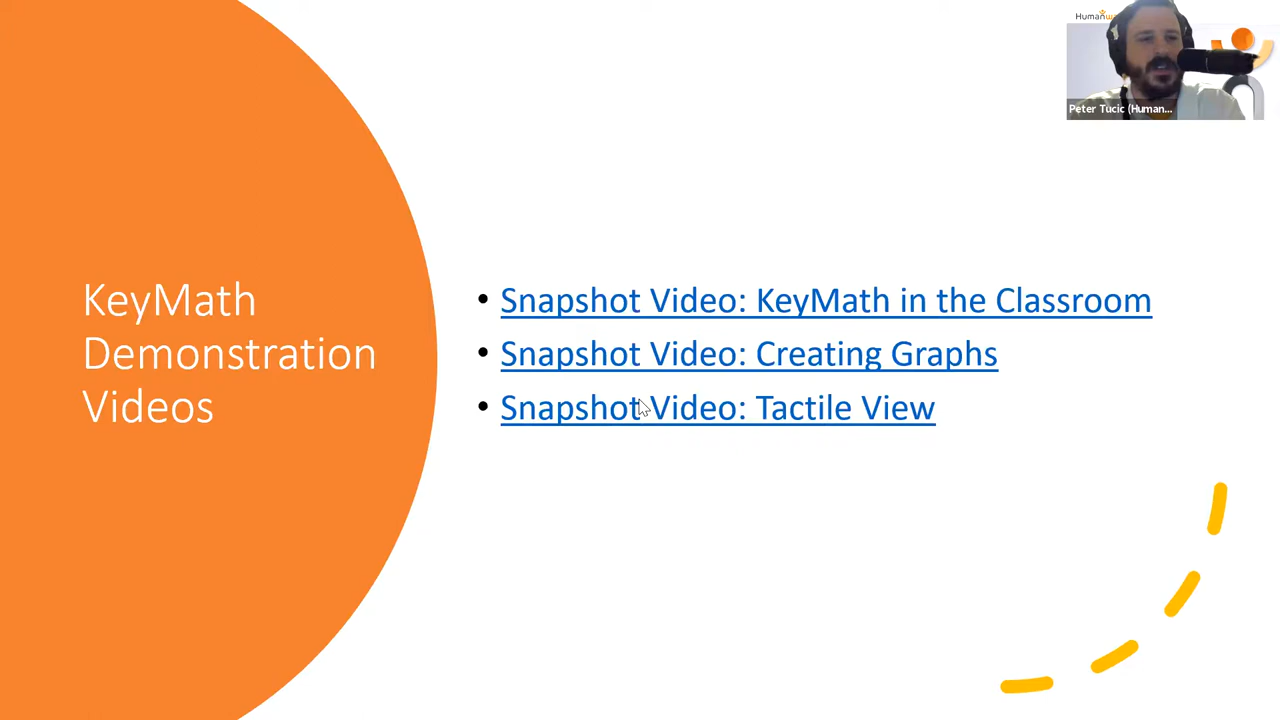 Human
Peter Tucic (Human...
KeyMath
Demonstration
Videos
• Snapshot Video: KeyMath in the Classroom
• Snapshot Video: Creating Graphs
• Snapshot Video: Tactile View